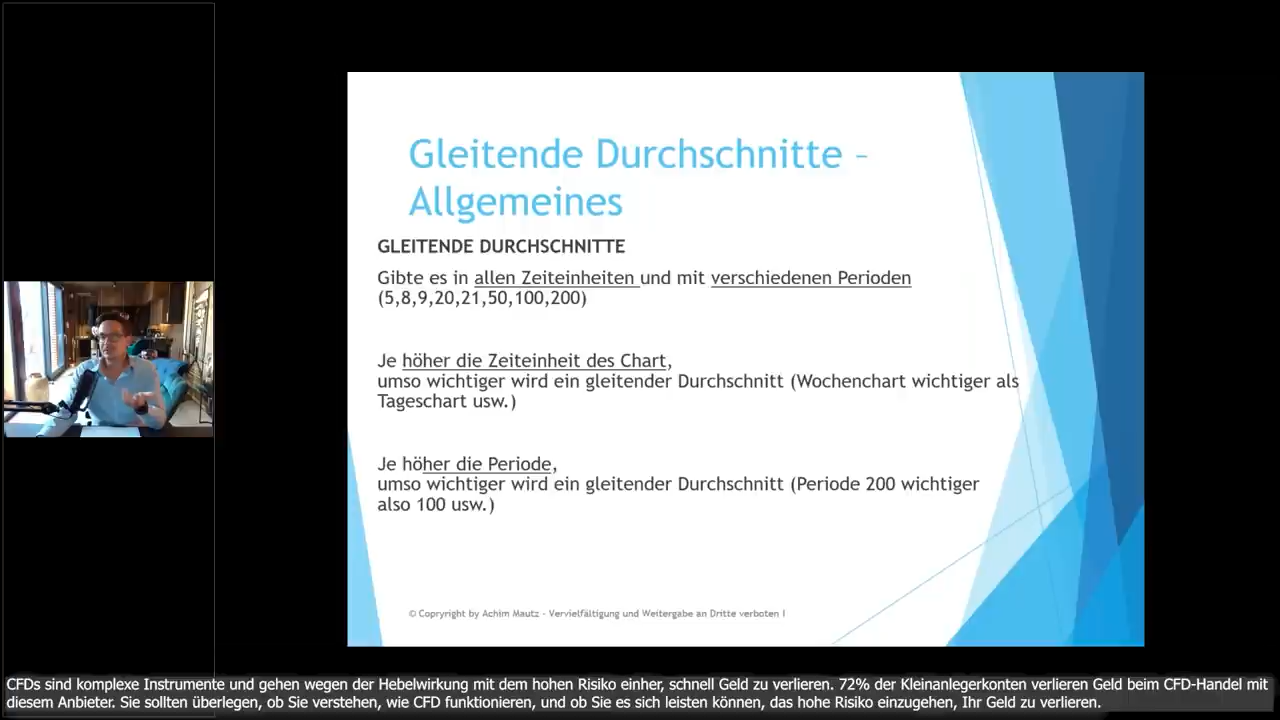 Gleitende Durchschnitte –
Allgemeines
GLEITENDE DURCHSCHNITTE
Gibte es in allen Zeiteinheiten und mit verschiedenen Perioden
(5,8,9,20,21,50,100,200)
Je höher die Zeiteinheit des Chart,
umso wichtiger wird ein gleitender Durchschnitt (Wochenchart wichtiger als
Tageschart usw.)
Je höher die Periode,
umso wichtiger wird ein gleitender Durchschnitt (Periode 200 wichtiger
also 100 usw.)
© Copryright by Achim Mautz - Vervielfältigung und Weitergabe an Dritte verboten !
CFDs sind komplexe Instrumente und gehen wegen der Hebelwirkung mit dem hohen Risiko einher, schnell Geld zu verlieren. 72% der Kleinanlegerkonten verlieren Geld beim CFD-Handel mit
diesem Anbieter. Sie sollten überlegen, ob Sie verstehen, wie CFD funktionieren, und ob Sie es sich leisten können, das hohe Risiko einzugehen, Ihr Geld zu verlieren.